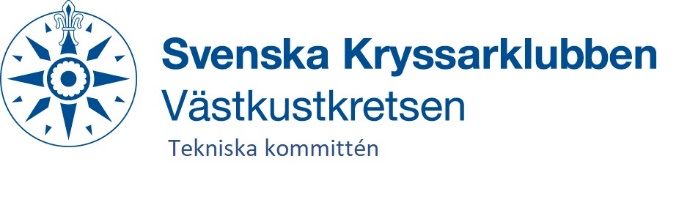 Svenska Kryssarklubben
Västkustkretsen
Tekniska kommittén